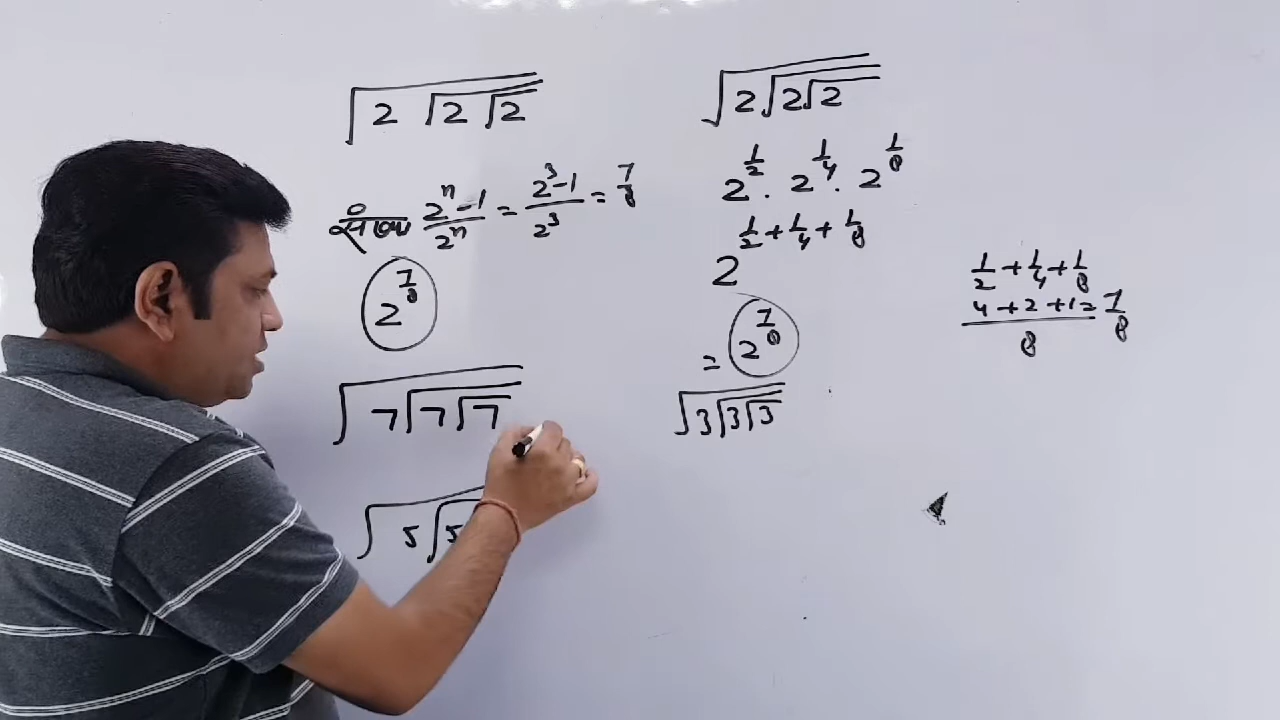 √2 √2 √2
संख्या 2ⁿ-1/2ⁿ = 2³-1/2³ = 7/8
2^7/8
√7√7√7
√5√5
√2√2√2
2^1/2 . 2^1/4 . 2^1/8
2^1/2+1/4+1/8
= 2^7/8
√3√3√3
1/2+1/4+1/8
4+2+1/8 = 7/8